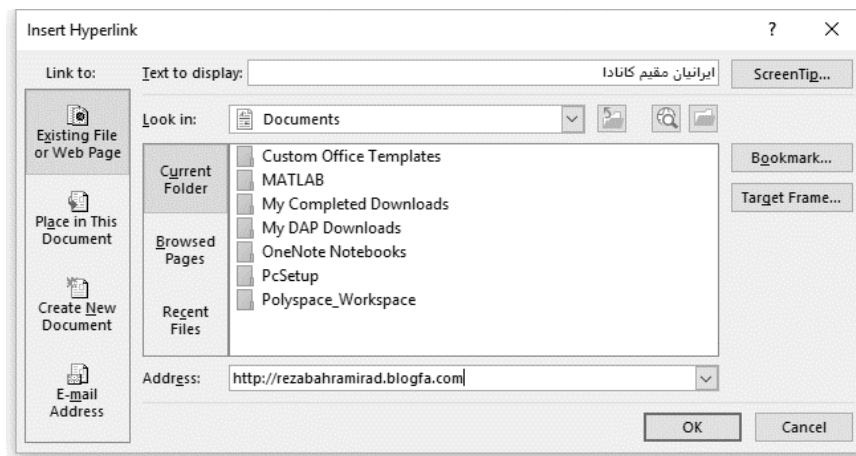 Insert Hyperlink
? ×
Link to:
Text to display:
ایرانیان مقیم کانادا
ScreenTip...
Existing File
or Web Page
Place in This
Document
Create New
Document
E-mail
Address
Look in:
Documents
Current
Folder
Browsed
Pages
Recent
Files
Custom Office Templates
MATLAB
My Completed Downloads
My DAP Downloads
OneNote Notebooks
PcSetup
Polyspace_Workspace
Bookmark...
Target Frame...
Address:
http://rezabahramirad.blogfa.com
OK
Cancel